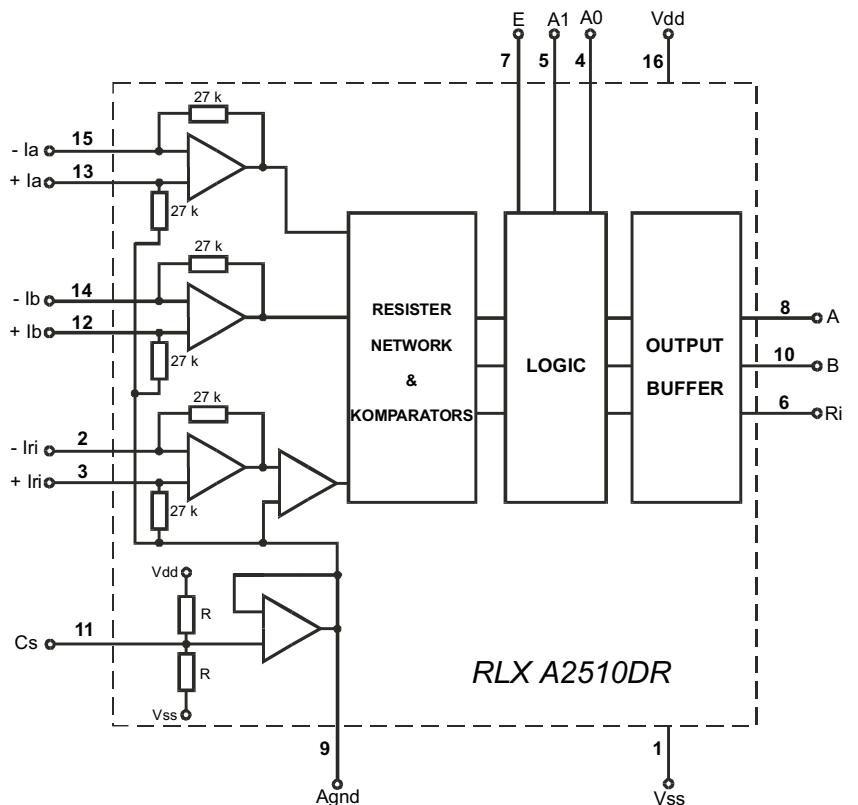 E A1 A0 Vdd
7 5 4 16
27 k
- Ia 15
+ Ia 13
27 k
27 k
- Ib 14
+ Ib 12
27 k
RESISTER
NETWORK
&
KOMPARATORS
LOGIC
OUTPUT
BUFFER
8 A
10 B
6 Ri
27 k
- Iri 2
+ Iri 3
27 k
Vdd
R
Cs 11
R
Vss
RLX A2510DR
9 1
Agnd Vss